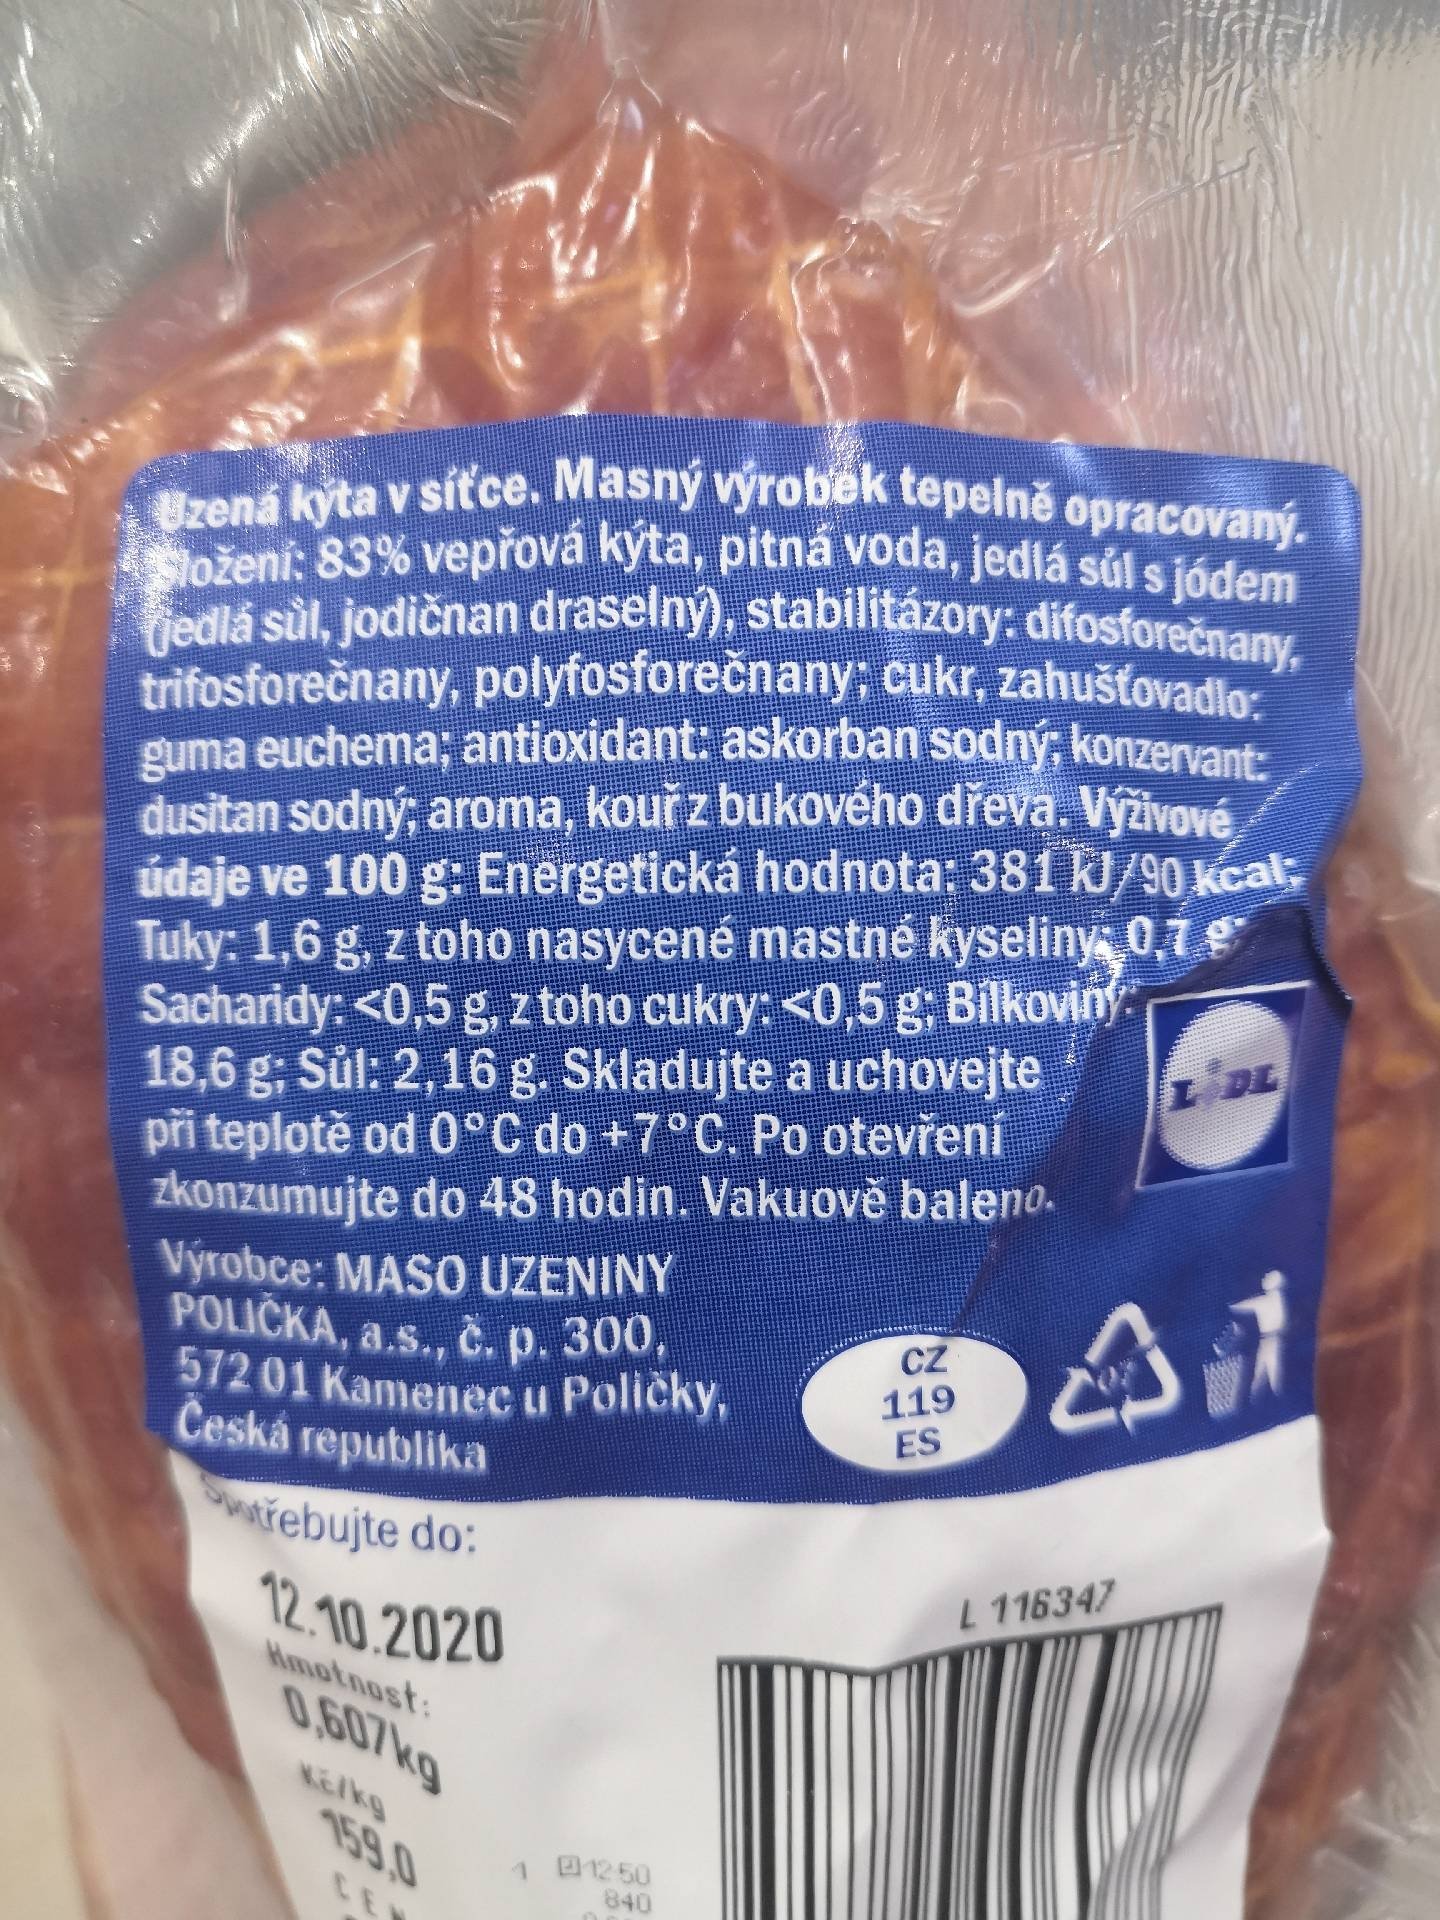 Uzená kýta v síťce. Masný výrobek tepelně opracovaný.
Složení: 83% vepřová kýta, pitná voda, jedlá sůl s jódem
(jedlá sůl, jodičnan draselný), stabilitázory: difosforečnany,
trifosforečnany, polyfosforečnany; cukr, zahušťovadlo:
guma euchema; antioxidant: askorban sodný; konzervant:
dusitan sodný; aroma, kouř z bukového dřeva. Výživové
údaje ve 100 g: Energetická hodnota: 381 kJ/90 kcal;
Tuky: 1,6 g, z toho nasycené mastné kyseliny: 0,7 g;
Sacharidy: <0,5 g, z toho cukry: <0,5 g; Bílkoviny:
18,6 g; Sůl: 2,16 g. Skladujte a uchovejte
při teplotě od 0°C do +7°C. Po otevření
zkonzumujte do 48 hodin. Vakuově baleno.
LIDL
Výrobce: MASO UZENINY
POLIČKA, a.s., č. p. 300,
572 01 Kamenec u Poličky,
Česká republika
CZ
119
ES
Spotřebujte do:
12.10.2020
L 116347
Hmotnost:
0,607kg
Kč/kg
159,0
1 12:50
840